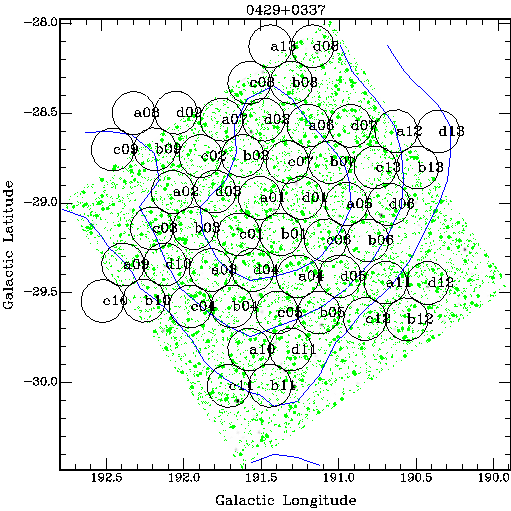 0429+0337
−28.0
a13 d08
c08 b08
−28.5
a08 d09 a07 d02 a06 d07 a12 d13
c09 b09 c02 b02 c07 b07 c13 b13
−29.0
a02 d03 a01 d01 a05 d06
c03 b03 c01 b01 c06 b06
a09 d10 a03 d04 a04 d05 a11 d12
−29.5
c10 b10 c04 b04 c05 b05 c12 b12
a10 d11
−30.0
c11 b11
192.5 192.0 191.5 191.0 190.5 190.0
Galactic Longitude
Galactic Latitude